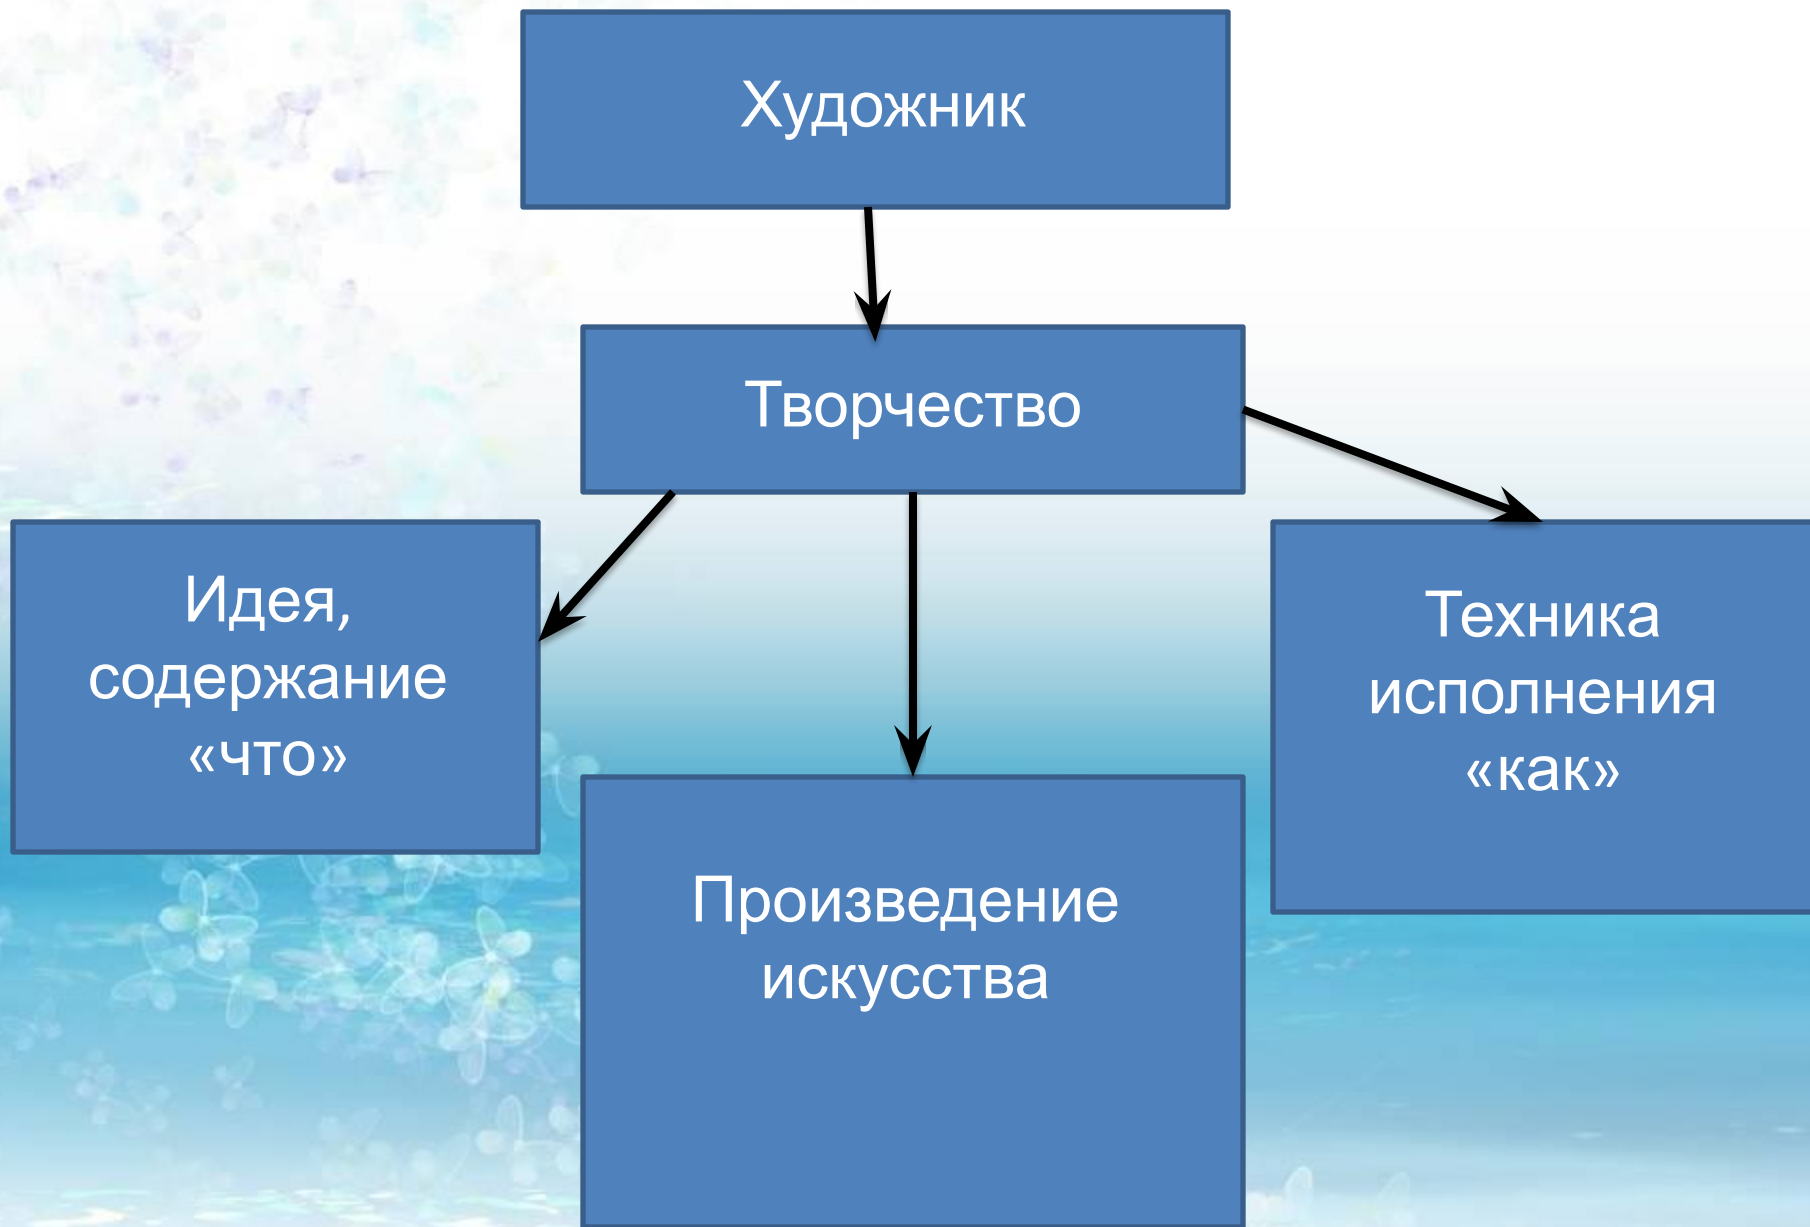 Художник
Творчество
Идея,
содержание
«что»
Произведение
искусства
Техника
исполнения
«как»